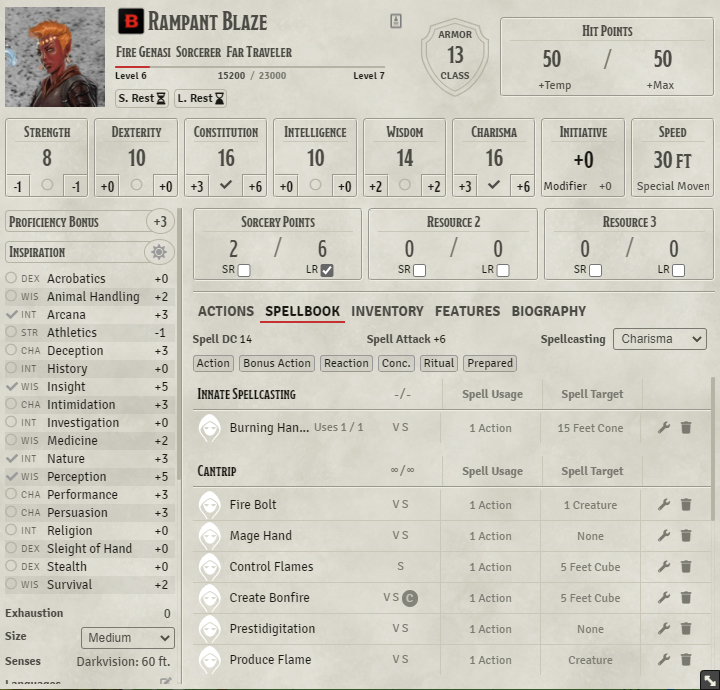 B Rampant Blaze
Fire Genasi Sorcerer Far Traveler
Level 6 15200 / 23000 Level 7
S. Rest L. Rest
Armor
13
Class
Hit Points
50 / 50
+Temp +Max
Strength Dexterity Constitution Intelligence Wisdom Charisma Initiative Speed
8 10 16 10 14 16 +0 30 ft
-1 -1 +0 +0 +3 +6 +0 +0 +2 +2 +3 +6 Modifier +0 Special Movem
Proficiency Bonus +3
Inspiration
DEX Acrobatics +0
WIS Animal Handling +2
INT Arcana +3
STR Athletics -1
CHA Deception +3
INT History +0
WIS Insight +5
CHA Intimidation +3
INT Investigation +0
WIS Medicine +2
INT Nature +3
WIS Perception +5
CHA Performance +3
CHA Persuasion +3
INT Religion +0
DEX Sleight of Hand +0
DEX Stealth +0
WIS Survival +2
Exhaustion 0
Size Medium
Senses Darkvision: 60 ft.
Languages
Sorcery Points Resource 2 Resource 3
2 / 6 0 / 0 0 / 0
SR LR SR LR SR LR
ACTIONS SPELLBOOK INVENTORY FEATURES BIOGRAPHY
Spell DC 14 Spell Attack +6 Spellcasting Charisma
Action Bonus Action Reaction Conc. Ritual Prepared
Innate Spellcasting -/- Spell Usage Spell Target
Burning Han... Uses 1 / 1 V S 1 Action 15 Feet Cone
Cantrip ∞/∞ Spell Usage Spell Target
Fire Bolt V S 1 Action 1 Creature
Mage Hand V S 1 Action None
Control Flames S 1 Action 5 Feet Cube
Create Bonfire V S C 1 Action 5 Feet Cube
Prestidigitation V S 1 Action None
Produce Flame V S 1 Action Creature